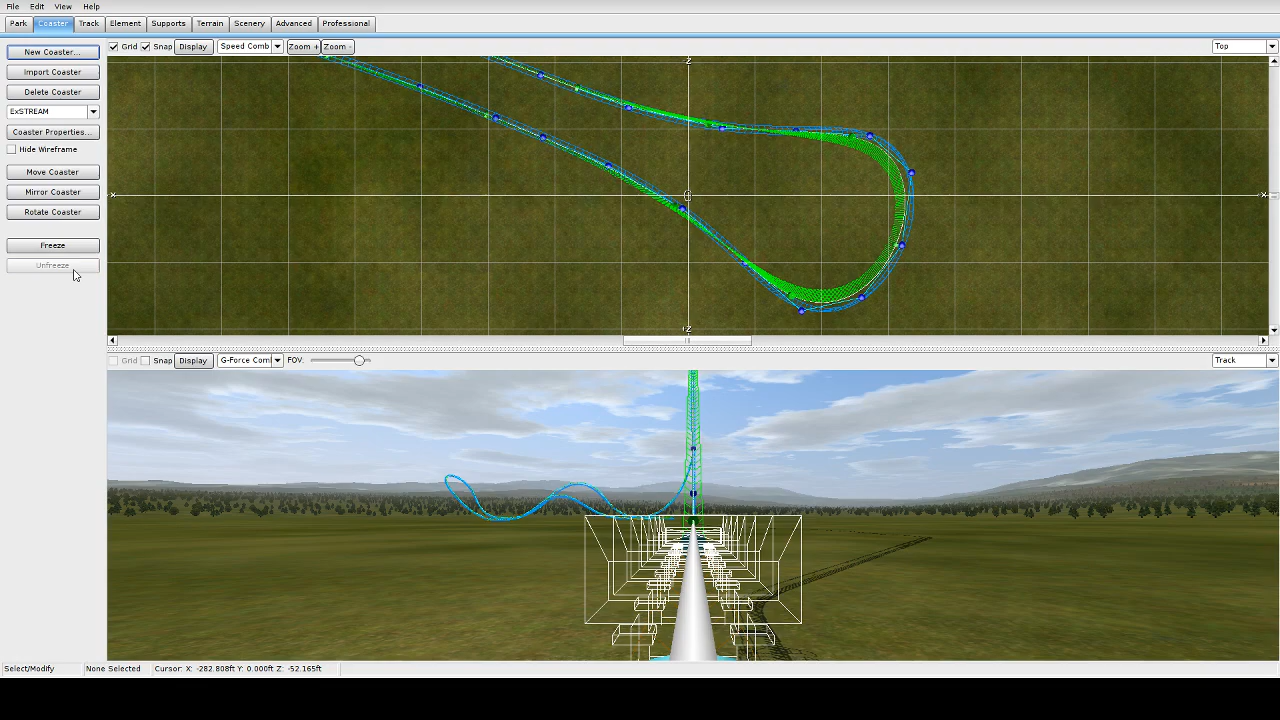 File Edit View Help
Park Coaster Track Element Supports Terrain Scenery Advanced Professional
New Coaster...
Import Coaster
Delete Coaster
ExSTREAM
Coaster Properties...
Hide Wireframe
Move Coaster
Mirror Coaster
Rotate Coaster
Freeze
Unfreeze
Grid Snap Display Speed Comb Zoom + Zoom - Top
-Z
-X
+Z
Grid Snap Display G-Force Coml FOV: Track
Select/Modify None Selected Cursor: X: -282.808ft Y: 0.000ft Z: -52.165ft